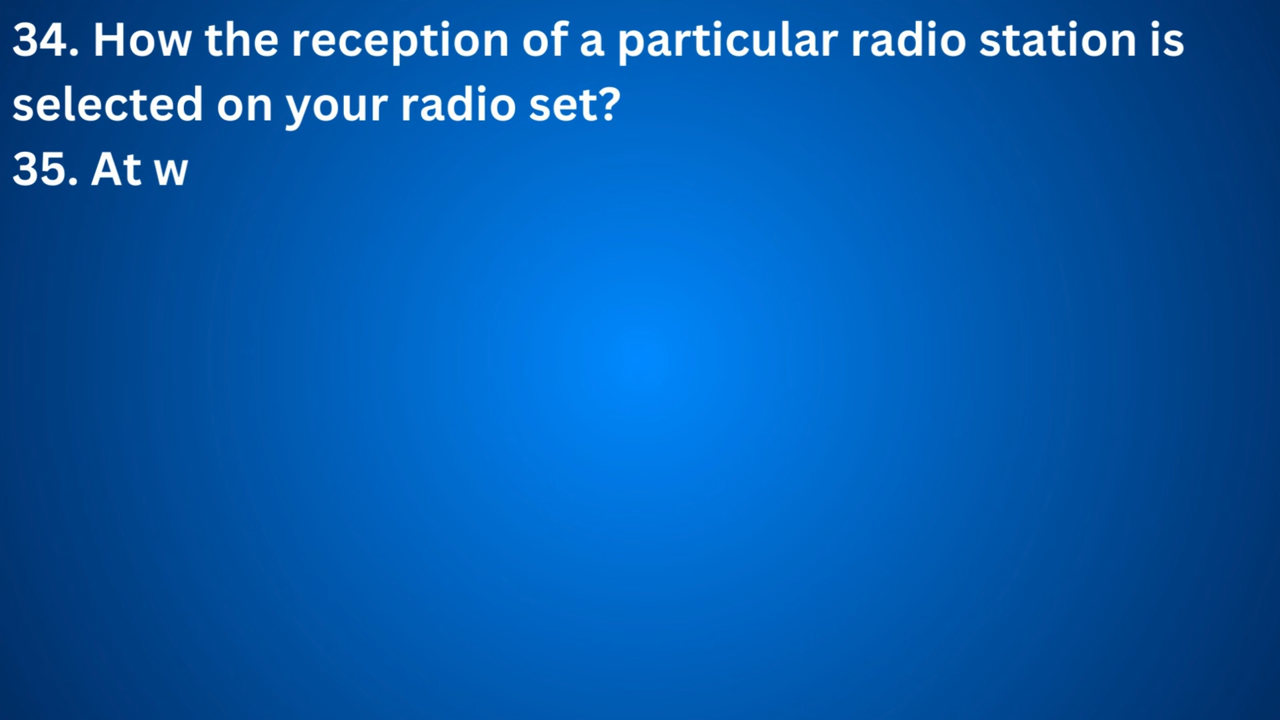 34. How the reception of a particular radio station is
selected on your radio set?
35. At w